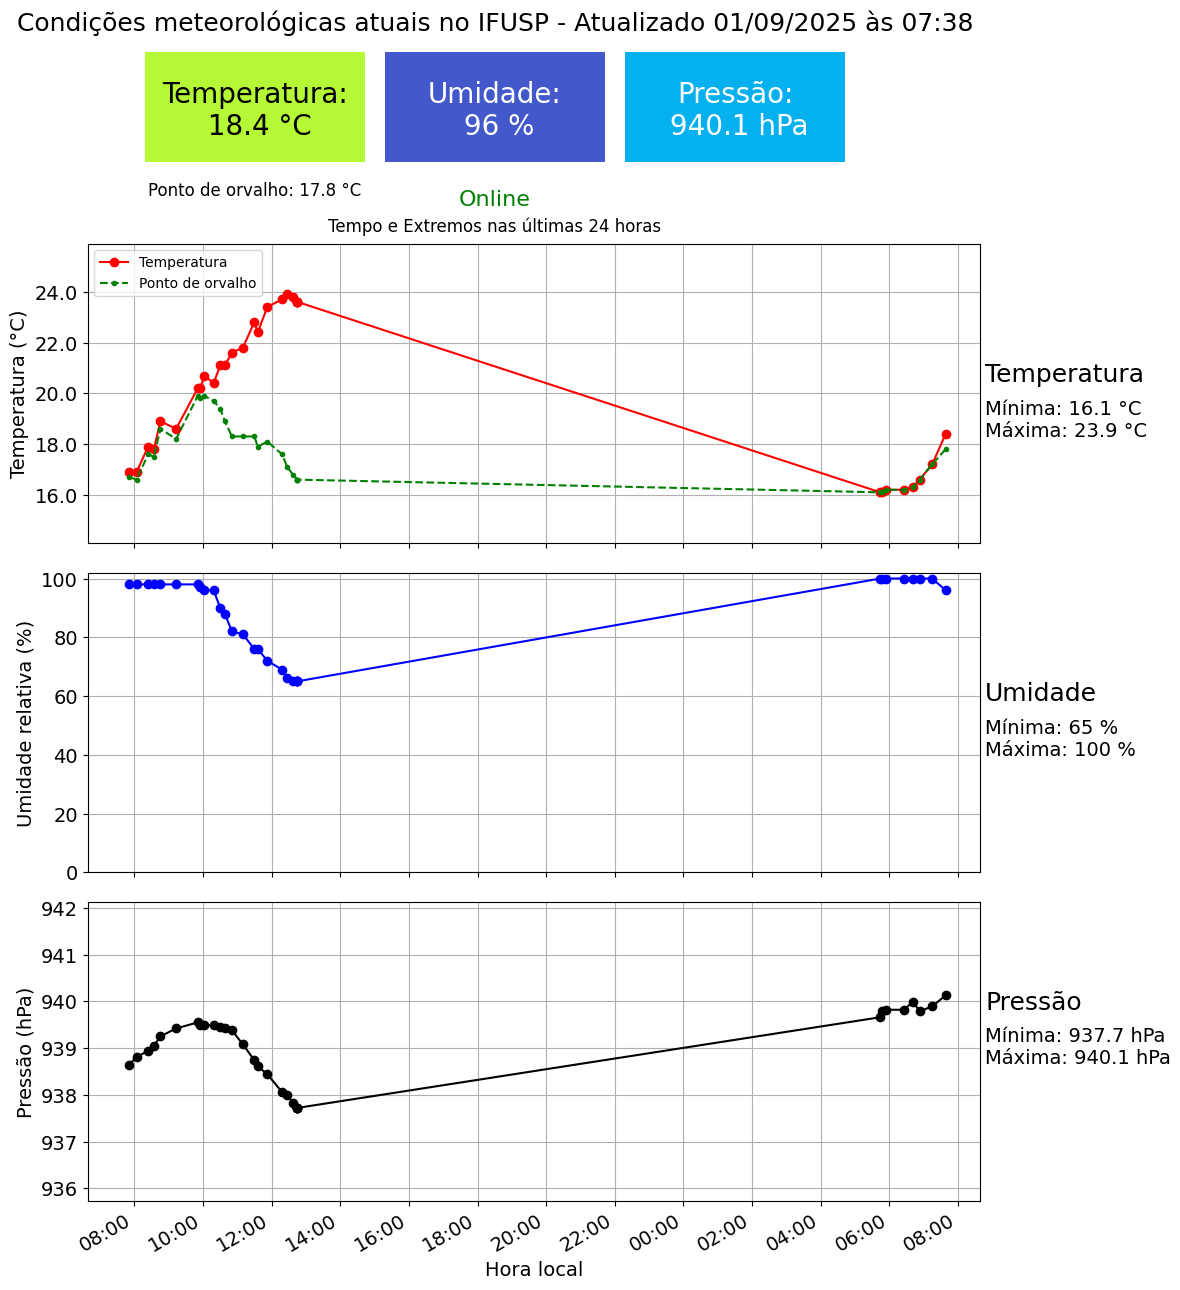 Condições meteorológicas atuais no IFUSP - Atualizado 01/09/2025 às 07:38
Temperatura:
18.4 °C
Umidade:
96 %
Pressão:
940.1 hPa
Ponto de orvalho: 17.8 °C
Online
Tempo e Extremos nas últimas 24 horas
Temperatura
Ponto de orvalho
Temperatura (°C)
24.0
22.0
20.0
18.0
16.0
Temperatura
Mínima: 16.1 °C
Máxima: 23.9 °C
Umidade relativa (%)
100
80
60
40
20
0
Umidade
Mínima: 65 %
Máxima: 100 %
Pressão (hPa)
942
941
940
939
938
937
936
Pressão
Mínima: 937.7 hPa
Máxima: 940.1 hPa
08:00
10:00
12:00
14:00
16:00
18:00
20:00
22:00
00:00
02:00
04:00
06:00
08:00
Hora local